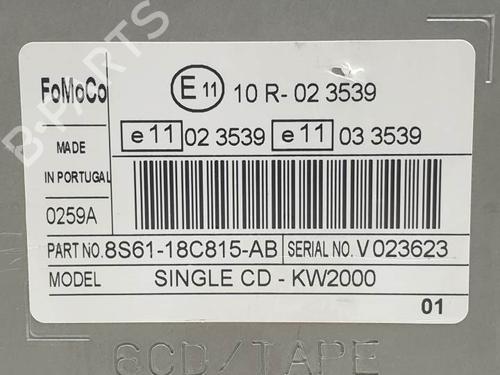 FoMoCo
E 11 10 R- 02 3539
e 11 02 3539 e 11 03 3539
MADE
IN PORTUGAL
0259A
PART NO. 8S61-18C815-AB SERIAL NO. V 023623
MODEL SINGLE CD - KW2000
01
6CD/TAPE
B-PARTS